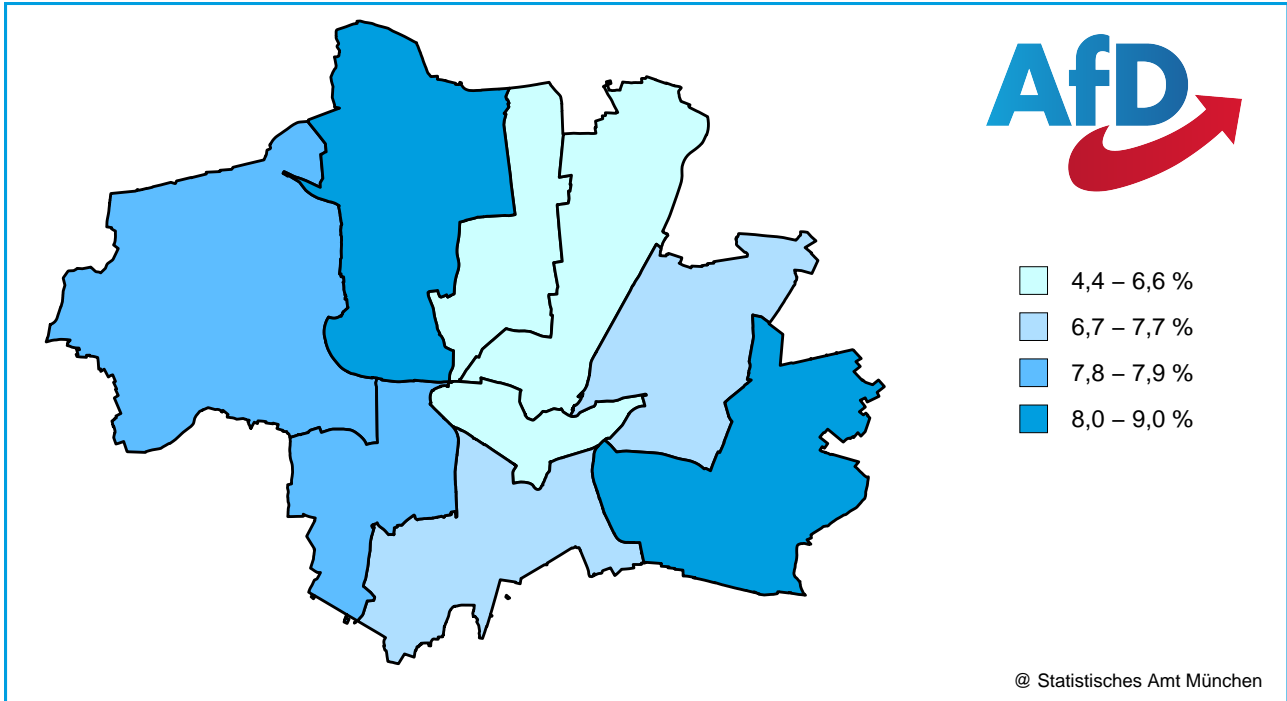 AfD
4,4 – 6,6 %
6,7 – 7,7 %
7,8 – 7,9 %
8,0 – 9,0 %
@ Statistisches Amt München